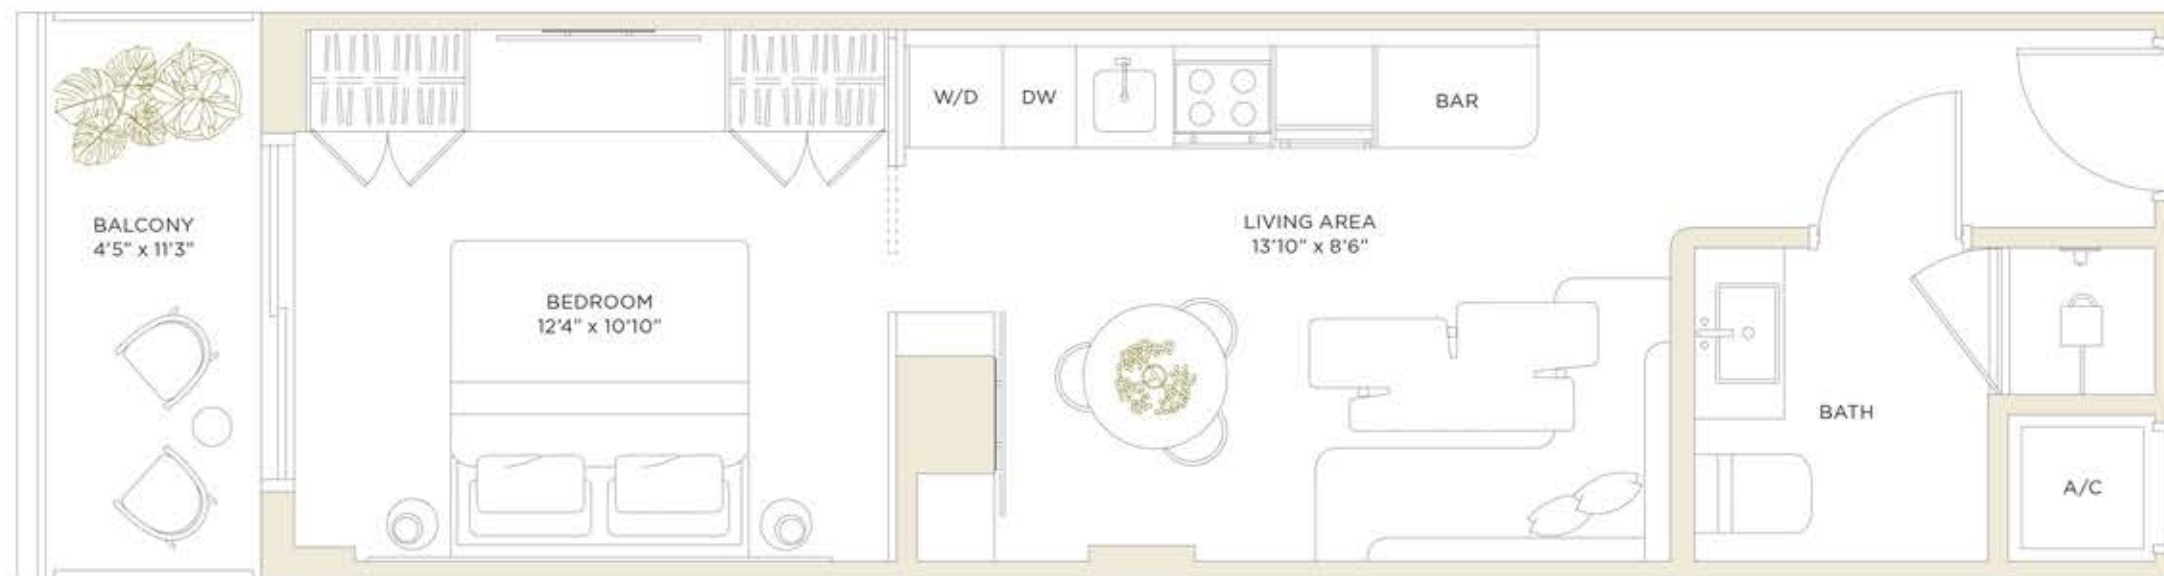 BALCONY
4'5" x 11'3"
BEDROOM
12'4" x 10'10"
W/D
DW
BAR
LIVING AREA
13'10" x 8'6"
BATH
A/C